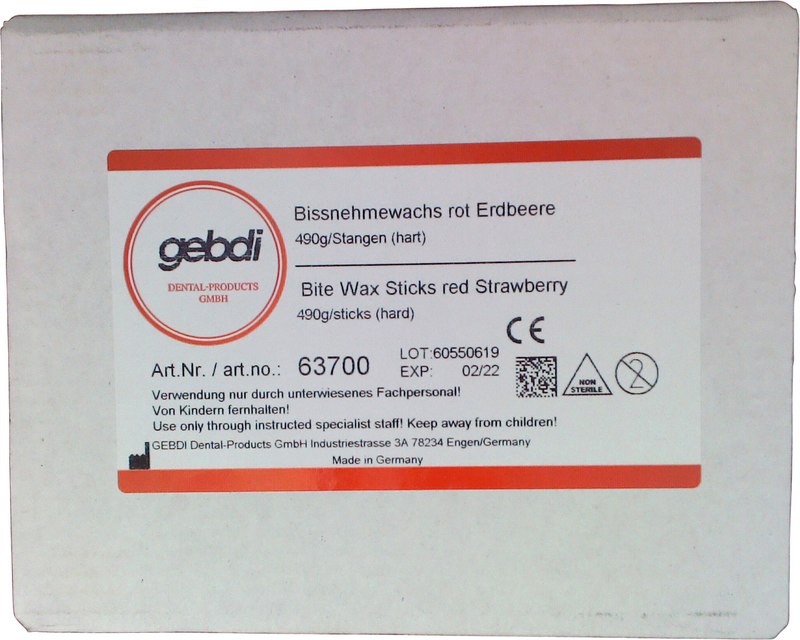 gebdi
DENTAL-PRODUCTS
GMBH
Bissnehmewachs rot Erdbeere
490g/Stangen (hart)
Bite Wax Sticks red Strawberry
490g/sticks (hard)
CE
Art.Nr. / art.no.: 63700
LOT:60550619
EXP: 02/22
NON
STERILE
2
Verwendung nur durch unterwiesenes Fachpersonal!
Von Kindern fernhalten!
Use only through instructed specialist staff! Keep away from children!
GEBDI Dental-Products GmbH Industriestrasse 3A 78234 Engen/Germany
Made in Germany